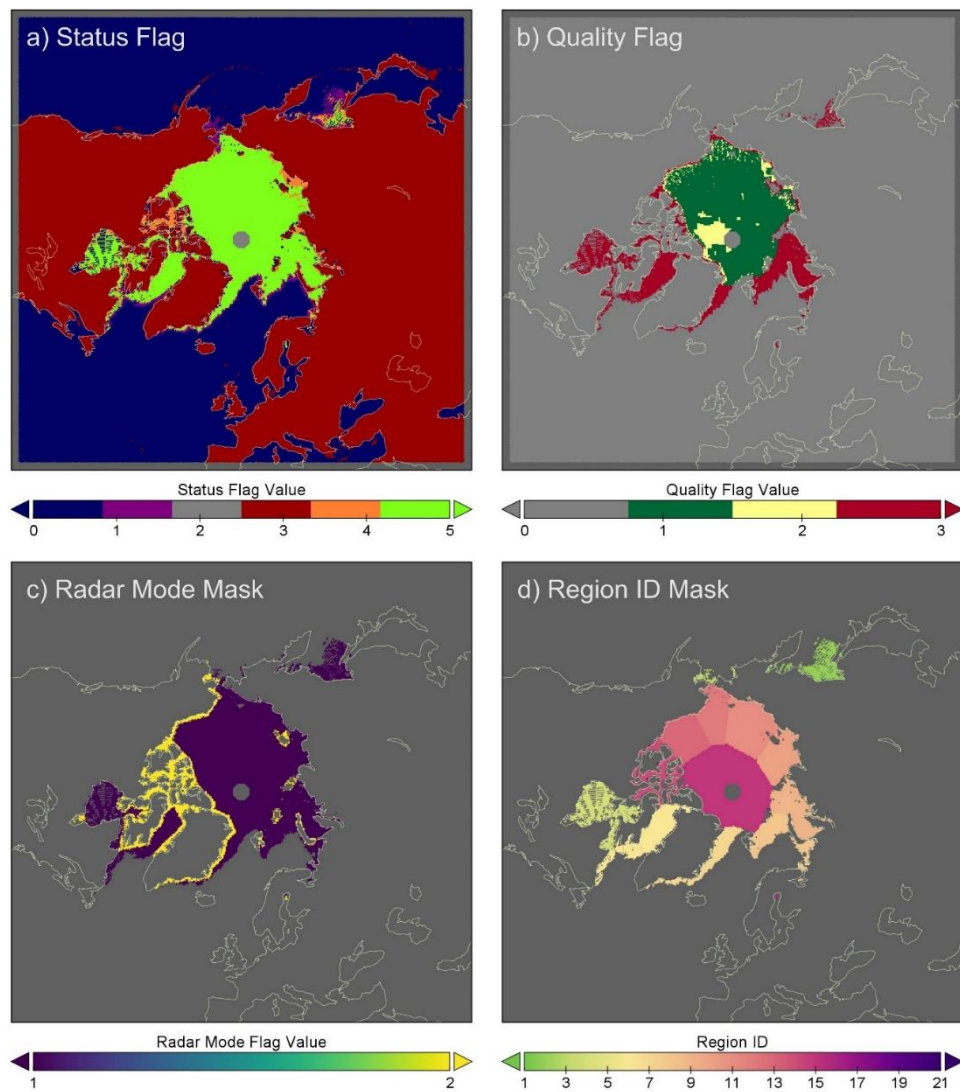 a) Status Flag
b) Quality Flag
Status Flag Value
0 1 2 3 4 5
Quality Flag Value
0 1 2 3
c) Radar Mode Mask
d) Region ID Mask
Radar Mode Flag Value
1 2
Region ID
1 3 5 7 9 11 13 15 17 19 21